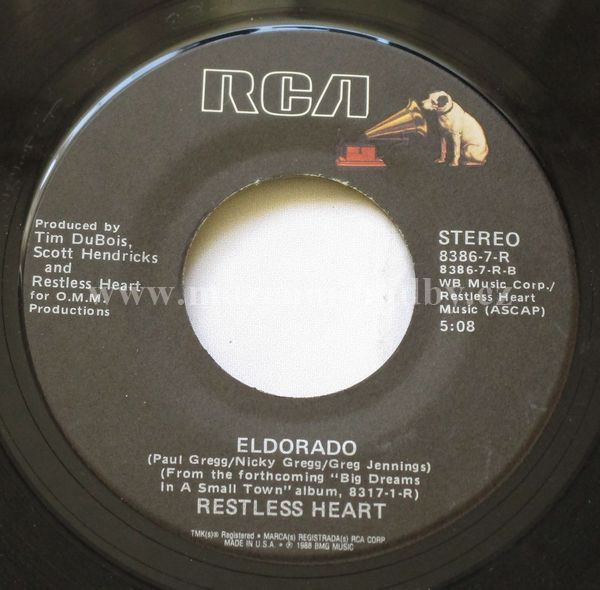 RCA
Produced by
Tim DuBois,
Scott Hendricks
and
Restless Heart
for O.M.M.
Productions
STEREO
8386-7-R
8386-7-R-B
WB Music Corp./
Restless Heart
Music (ASCAP)
5:08
ELDORADO
(Paul Gregg/Nicky Gregg/Greg Jennings)
(From the forthcoming "Big Dreams
In A Small Town" album, 8317-1-R)
RESTLESS HEART
TMK(s)® Registered • MARCA(s) REGISTRADA(s) RCA CORP.
MADE IN U.S.A. • ℗ 1988 BMG MUSIC